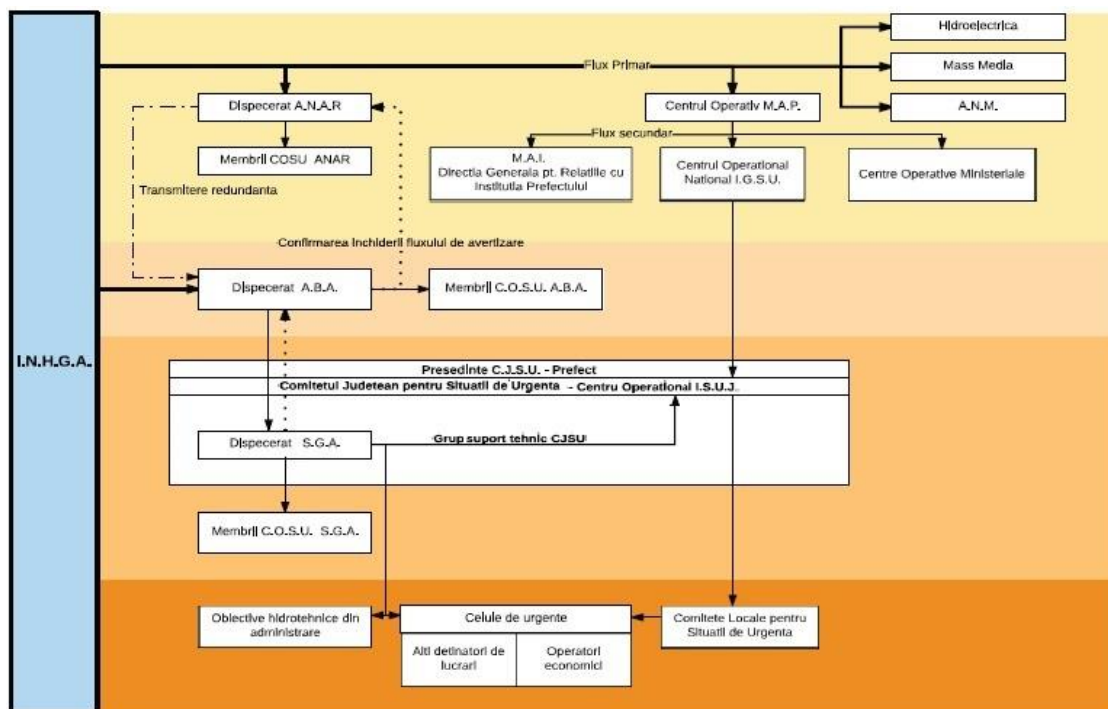 Hidroelectrica
Flux Primar
Mass Media
Dispecerat A.N.A.R
Centrul Operativ M.A.P.
A.N.M.
Flux secundar
Membrii COSU ANAR
M.A.I.
Directia Generala pt. Relatiile cu
Institutia Prefectului
Centrul Operational
National I.G.S.U.
Centre Operative Ministeriale
Transmitere redundanta
Confirmarea inchiderii fluxului de avertizare
Dispecerat A.B.A.
Membrii C.O.S.U. A.B.A.
I.N.H.G.A.
Presedinte C.J.S.U. - Prefect
Comitetul Judetean pentru Situatii de Urgenta - Centru Operational I.S.U.J.
Dispecerat S.G.A.
Grup suport tehnic CJSU
Membrii C.O.S.U. S.G.A.
Obiective hidrotehnice din
administrare
Celule de urgente
Comitete Locale pentru
Situatii de Urgenta
Alti detinatori de
lucrari
Operatori
economici